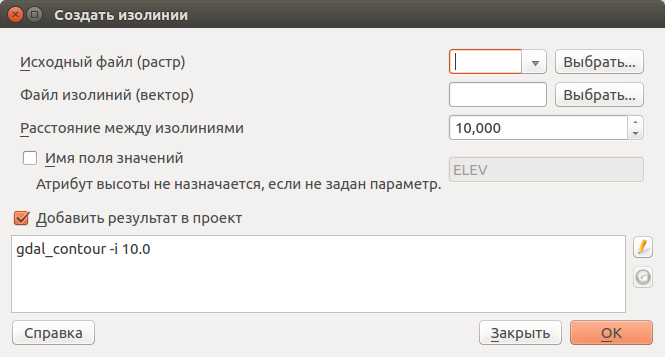 Создать изолинии
Исходный файл (растр) Выбрать...
Файл изолиний (вектор) Выбрать...
Расстояние между изолиниями 10,000
Имя поля значений
ELEV
Атрибут высоты не назначается, если не задан параметр.
Добавить результат в проект
gdal_contour -i 10.0
Справка Закрыть OK